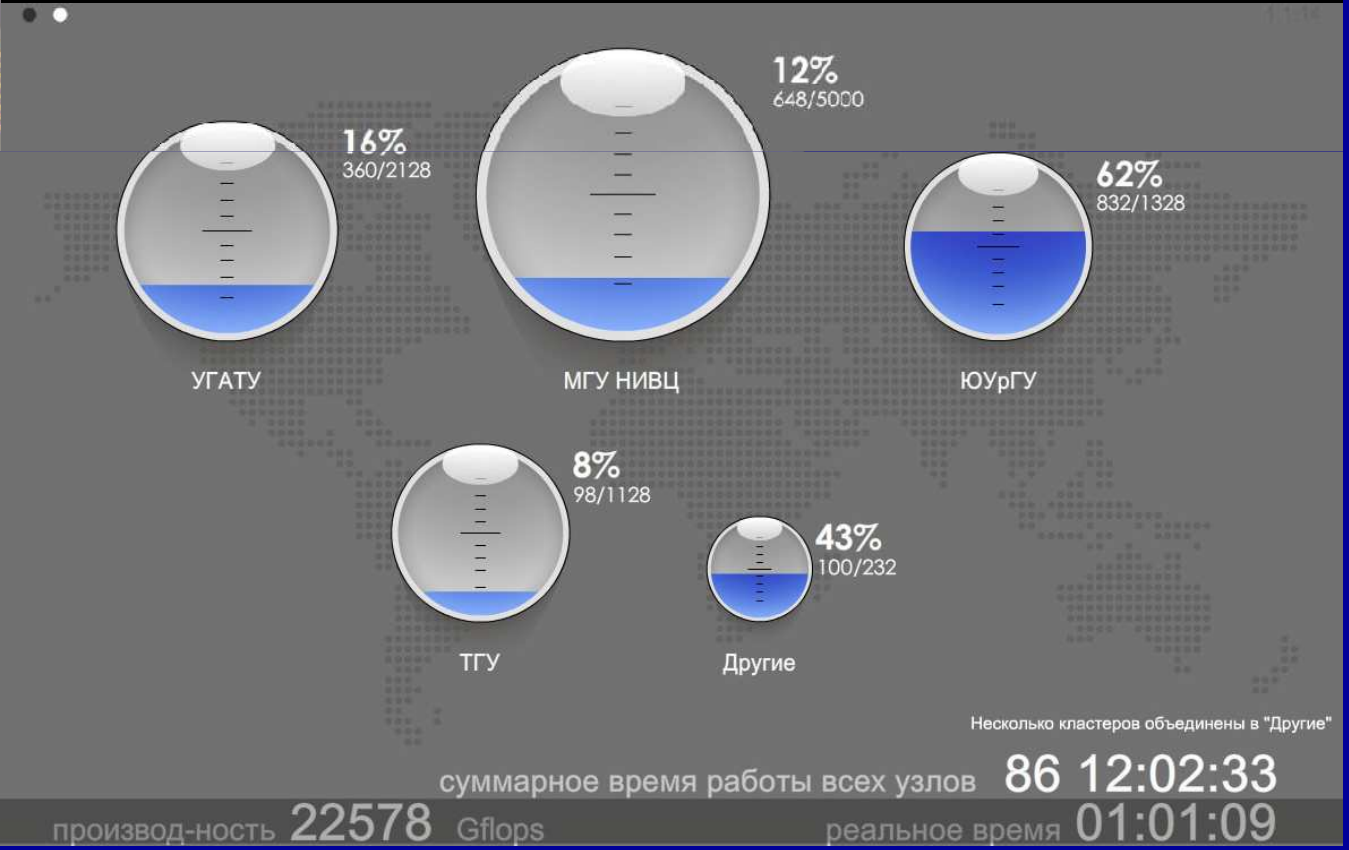 12%
648/5000
16%
360/2128
62%
832/1328
УГАТУ
МГУ НИВЦ
ЮУрГУ
8%
98/1128
43%
100/232
ТГУ
Другие
Несколько кластеров объединены в "Другие"
суммарное время работы всех узлов 86 12:02:33
производ-ность 22578 Gflops реальное время 01:01:09